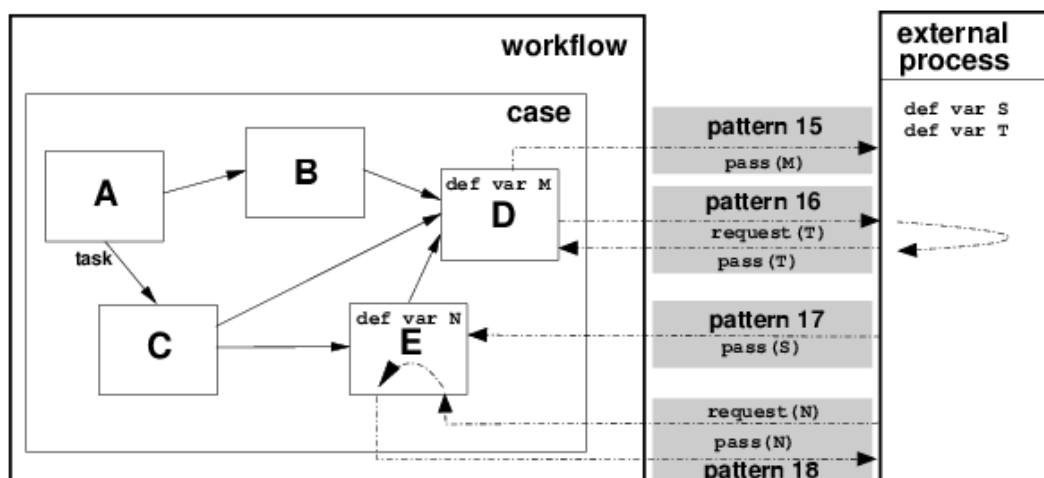 workflow
external
process
case
def var S
def var T
pattern 15
pass(M)
A
B
def var M
D
pattern 16
request(T)
pass(T)
task
C
def var N
E
pattern 17
pass(S)
request(N)
pass(N)
pattern 18